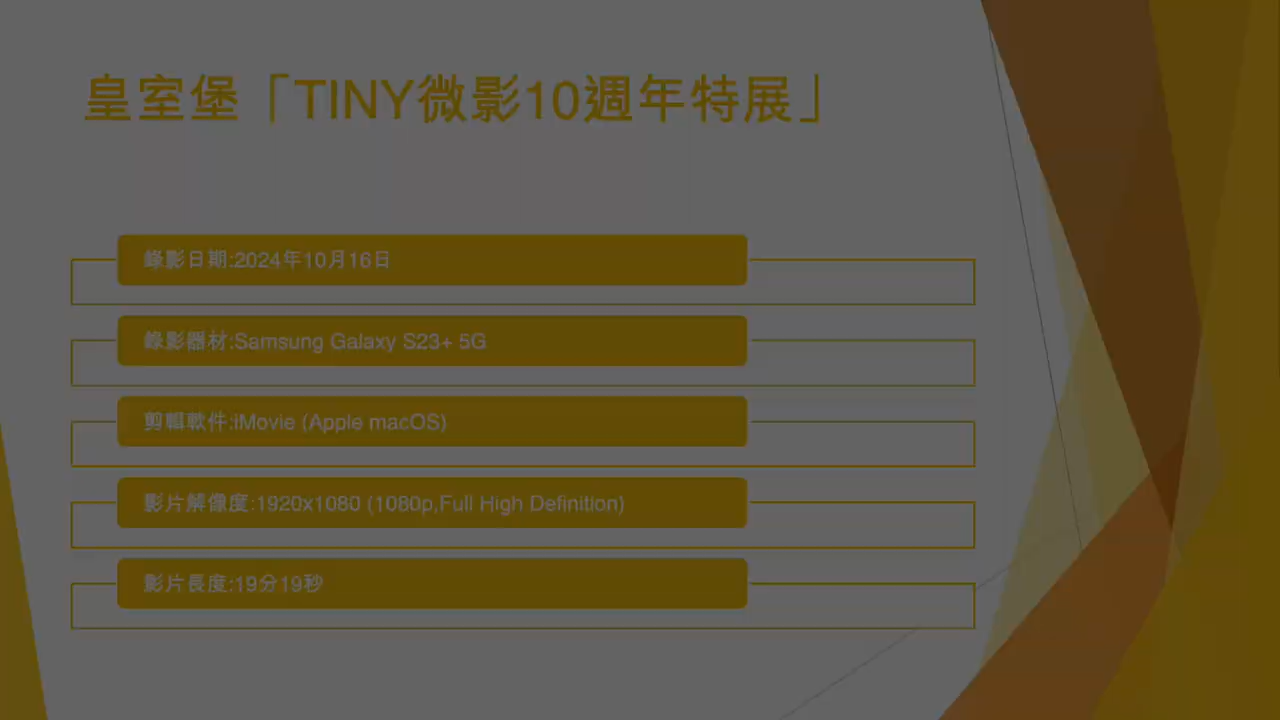 皇室堡「TINY微影10週年特展」
錄影日期:2024年10月16日
錄影器材:Samsung Galaxy S23+ 5G
剪輯軟件:iMovie (Apple macOS)
影片解像度:1920x1080 (1080p,Full High Definition)
影片長度:19分19秒